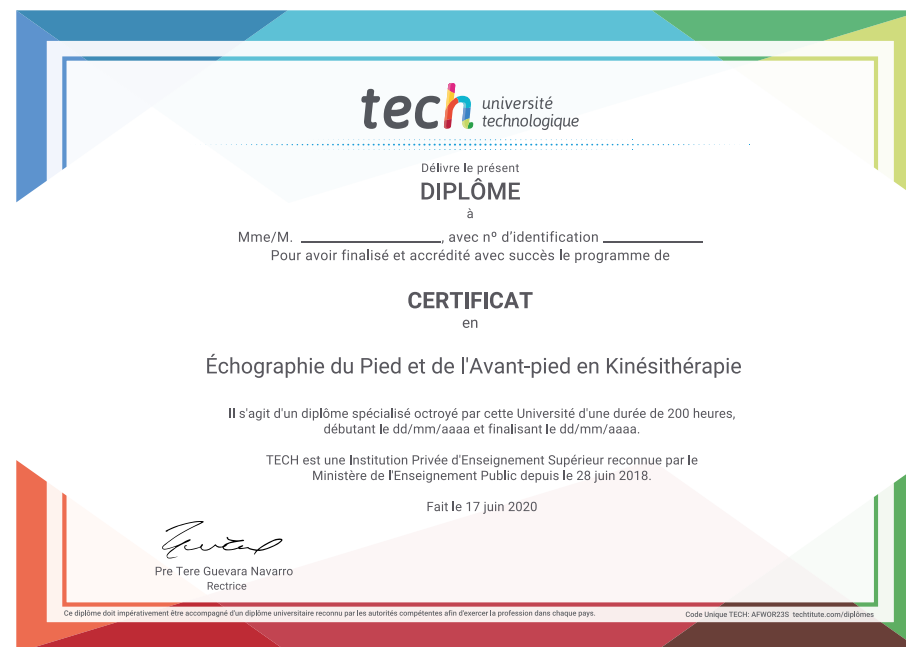 tech université
technologique
Délivre le présent
DIPLÔME
à
Mme/M. ____________________, avec nº d'identification ______________
Pour avoir finalisé et accrédité avec succès le programme de
CERTIFICAT
en
Échographie du Pied et de l'Avant-pied en Kinésithérapie
Il s'agit d'un diplôme spécialisé octroyé par cette Université d'une durée de 200 heures,
débutant le dd/mm/aaaa et finalisant le dd/mm/aaaa.
TECH est une Institution Privée d'Enseignement Supérieur reconnue par le
Ministère de l'Enseignement Public depuis le 28 juin 2018.
Fait le 17 juin 2020
Pre Tere Guevara Navarro
Rectrice
Ce diplôme doit impérativement être accompagné d'un diplôme universitaire reconnu par les autorités compétentes afin d'exercer la profession dans chaque pays.
Code Unique TECH: AFWOR23S techtitute.com/diplômes